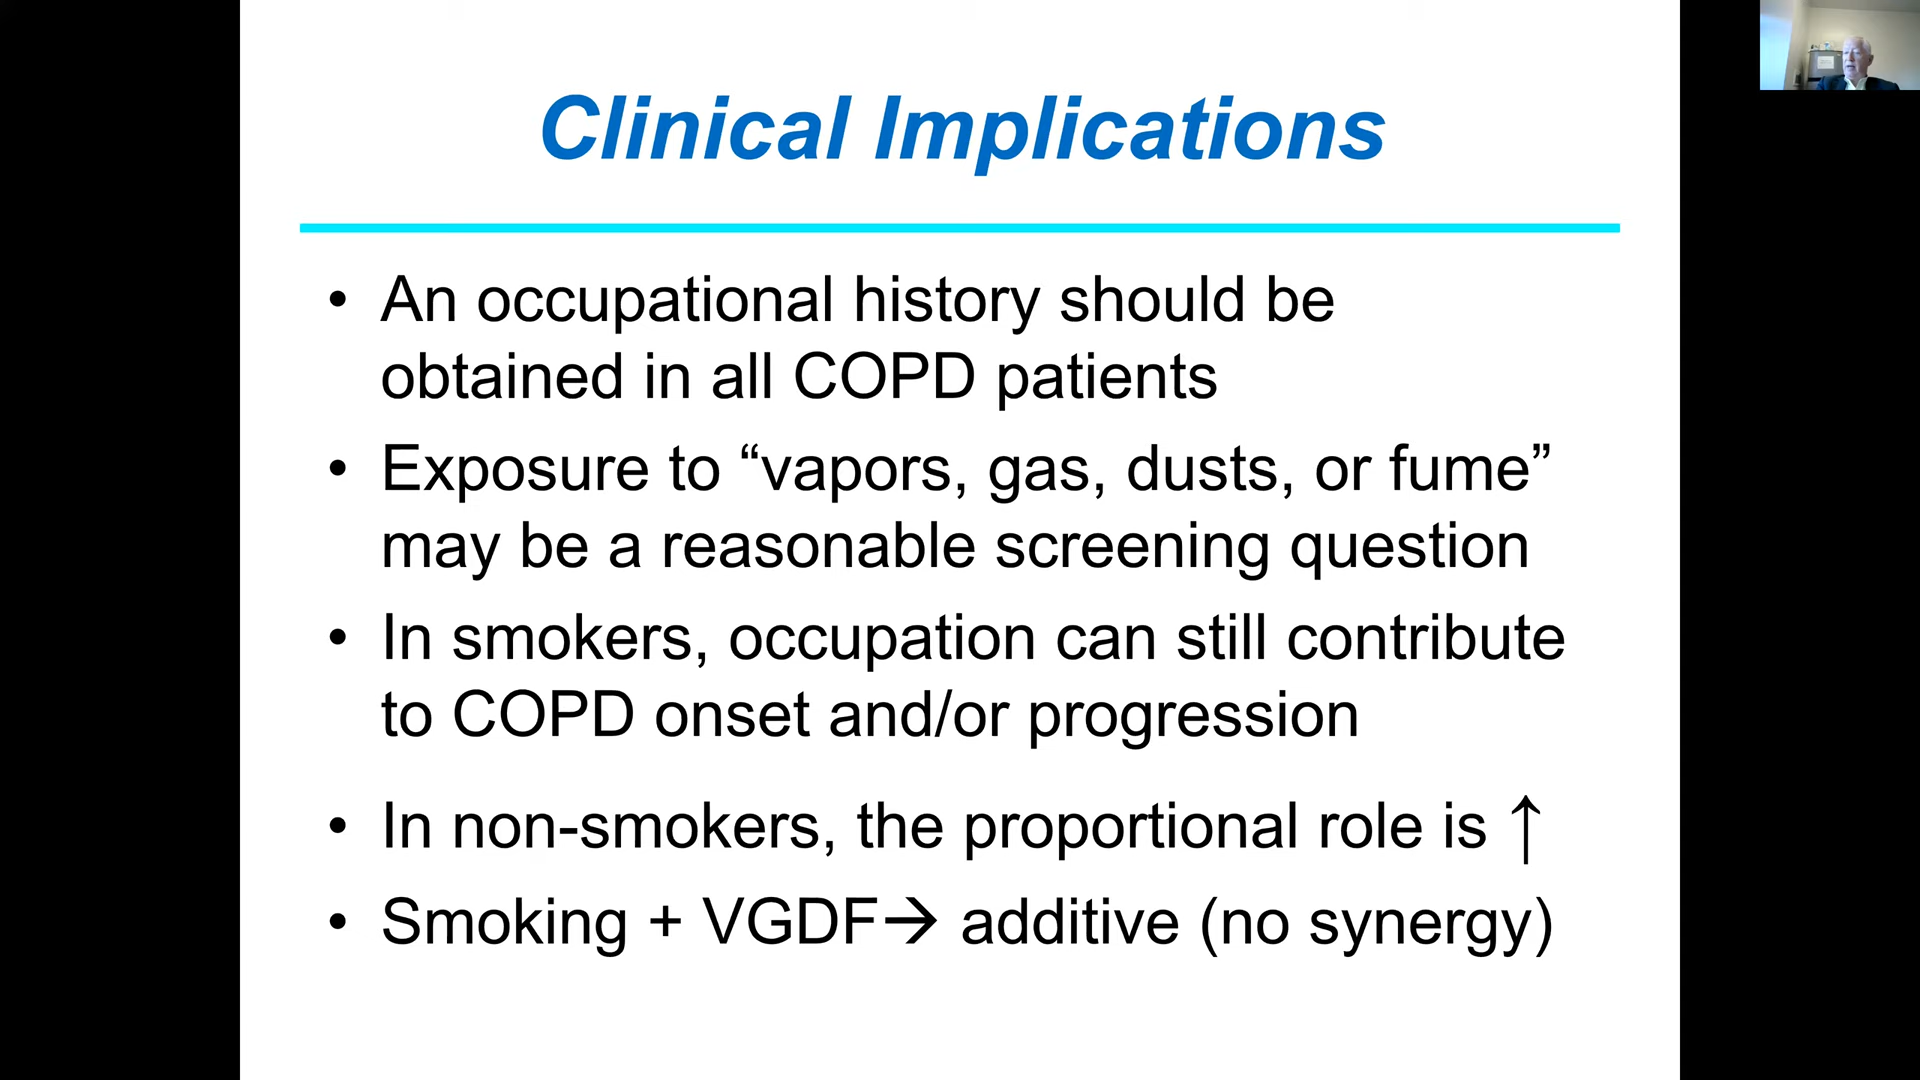 Clinical Implications
• An occupational history should be
obtained in all COPD patients
• Exposure to “vapors, gas, dusts, or fume”
may be a reasonable screening question
• In smokers, occupation can still contribute
to COPD onset and/or progression
• In non-smokers, the proportional role is ↑
• Smoking + VGDF→ additive (no synergy)